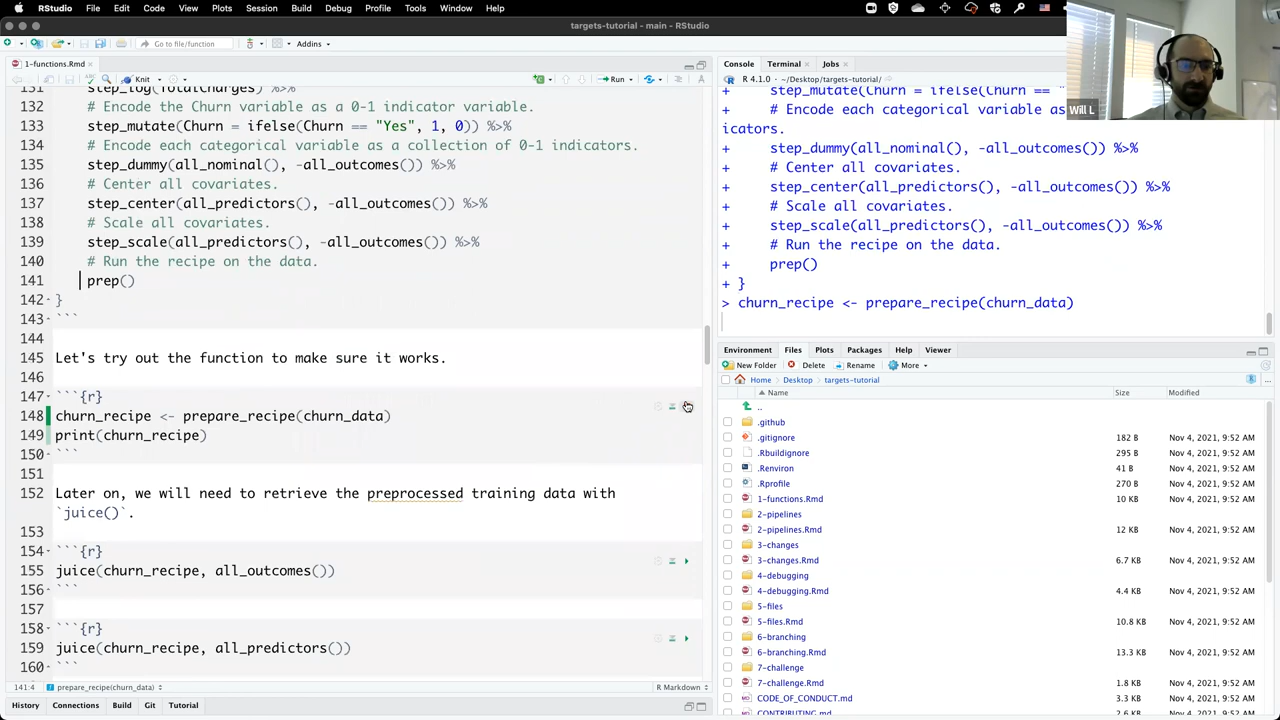 RStudio File Edit Code View Plots Session Build Debug Profile Tools Window Help
targets-tutorial - main - RStudio
Go to file/function
Addins
1-functions.Rmd
Knit
Run
132 # Encode the Churn variable as a 0-1 indicator variable.
133 step_mutate(Churn = ifelse(Churn == "Yes", 1, 0)) %>%
134 # Encode each categorical variable as a collection of 0-1 indicators.
135 step_dummy(all_nominal(), -all_outcomes()) %>%
136 # Center all covariates.
137 step_center(all_predictors(), -all_outcomes()) %>%
138 # Scale all covariates.
139 step_scale(all_predictors(), -all_outcomes()) %>%
140 # Run the recipe on the data.
141 prep()
142 }
143 ```
144
145 Let's try out the function to make sure it works.
146
147 ```{r}
148 churn_recipe <- prepare_recipe(churn_data)
149 print(churn_recipe)
150 ```
151
152 Later on, we will need to retrieve the preprocessed training data with
`juice()`.
153
154 ```{r}
155 juice(churn_recipe, all_outcomes())
156 ```
157
158 ```{r}
159 juice(churn_recipe, all_predictors())
160 ```
prepare_recipe(churn_data)
R Markdown
History Connections Build Git Tutorial
Console Terminal Jobs
R 4.1.0 · ~/Desktop/targets-tutorial/
+ step_mutate(Churn = ifelse(Churn ==
+ # Encode each categorical variable as
icators.
+ step_dummy(all_nominal(), -all_outcomes()) %>%
+ # Center all covariates.
+ step_center(all_predictors(), -all_outcomes()) %>%
+ # Scale all covariates.
+ step_scale(all_predictors(), -all_outcomes()) %>%
+ # Run the recipe on the data.
+ prep()
+ }
> churn_recipe <- prepare_recipe(churn_data)
Will L
Environment Files Plots Packages Help Viewer
New Folder Delete Rename More
Home Desktop targets-tutorial
Name Size Modified
..
.github
.gitignore 182 B Nov 4, 2021, 9:52 AM
.Rbuildignore 295 B Nov 4, 2021, 9:52 AM
.Renviron 41 B Nov 4, 2021, 9:52 AM
.Rprofile 270 B Nov 4, 2021, 9:52 AM
1-functions.Rmd 10 KB Nov 4, 2021, 9:52 AM
2-pipelines
2-pipelines.Rmd 12 KB Nov 4, 2021, 9:52 AM
3-changes
3-changes.Rmd 6.7 KB Nov 4, 2021, 9:52 AM
4-debugging
4-debugging.Rmd 4.4 KB Nov 4, 2021, 9:52 AM
5-files
5-files.Rmd 10.8 KB Nov 4, 2021, 9:52 AM
6-branching
6-branching.Rmd 13.3 KB Nov 4, 2021, 9:52 AM
7-challenge
7-challenge.Rmd 1.8 KB Nov 4, 2021, 9:52 AM
CODE_OF_CONDUCT.md 3.3 KB Nov 4, 2021, 9:52 AM
CONTRIBUTING.md 2.6 KB Nov 4, 2021, 9:52 AM